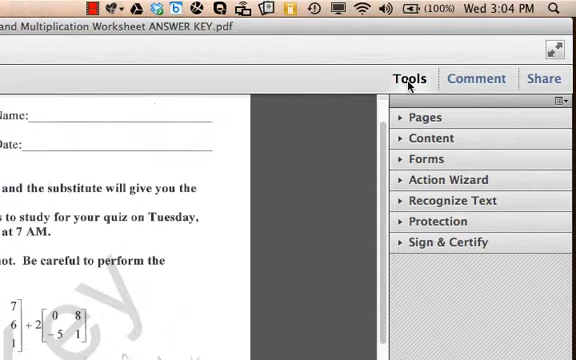 (100%) Wed 3:04 PM
and Multiplication Worksheet ANSWER KEY.pdf
Tools Comment Share
Name:
Date:
and the substitute will give you the
s to study for your quiz on Tuesday,
at 7 AM.
not. Be careful to perform the
7
6
1
+ 2
0 8
-5 1
key
Pages
Content
Forms
Action Wizard
Recognize Text
Protection
Sign & Certify